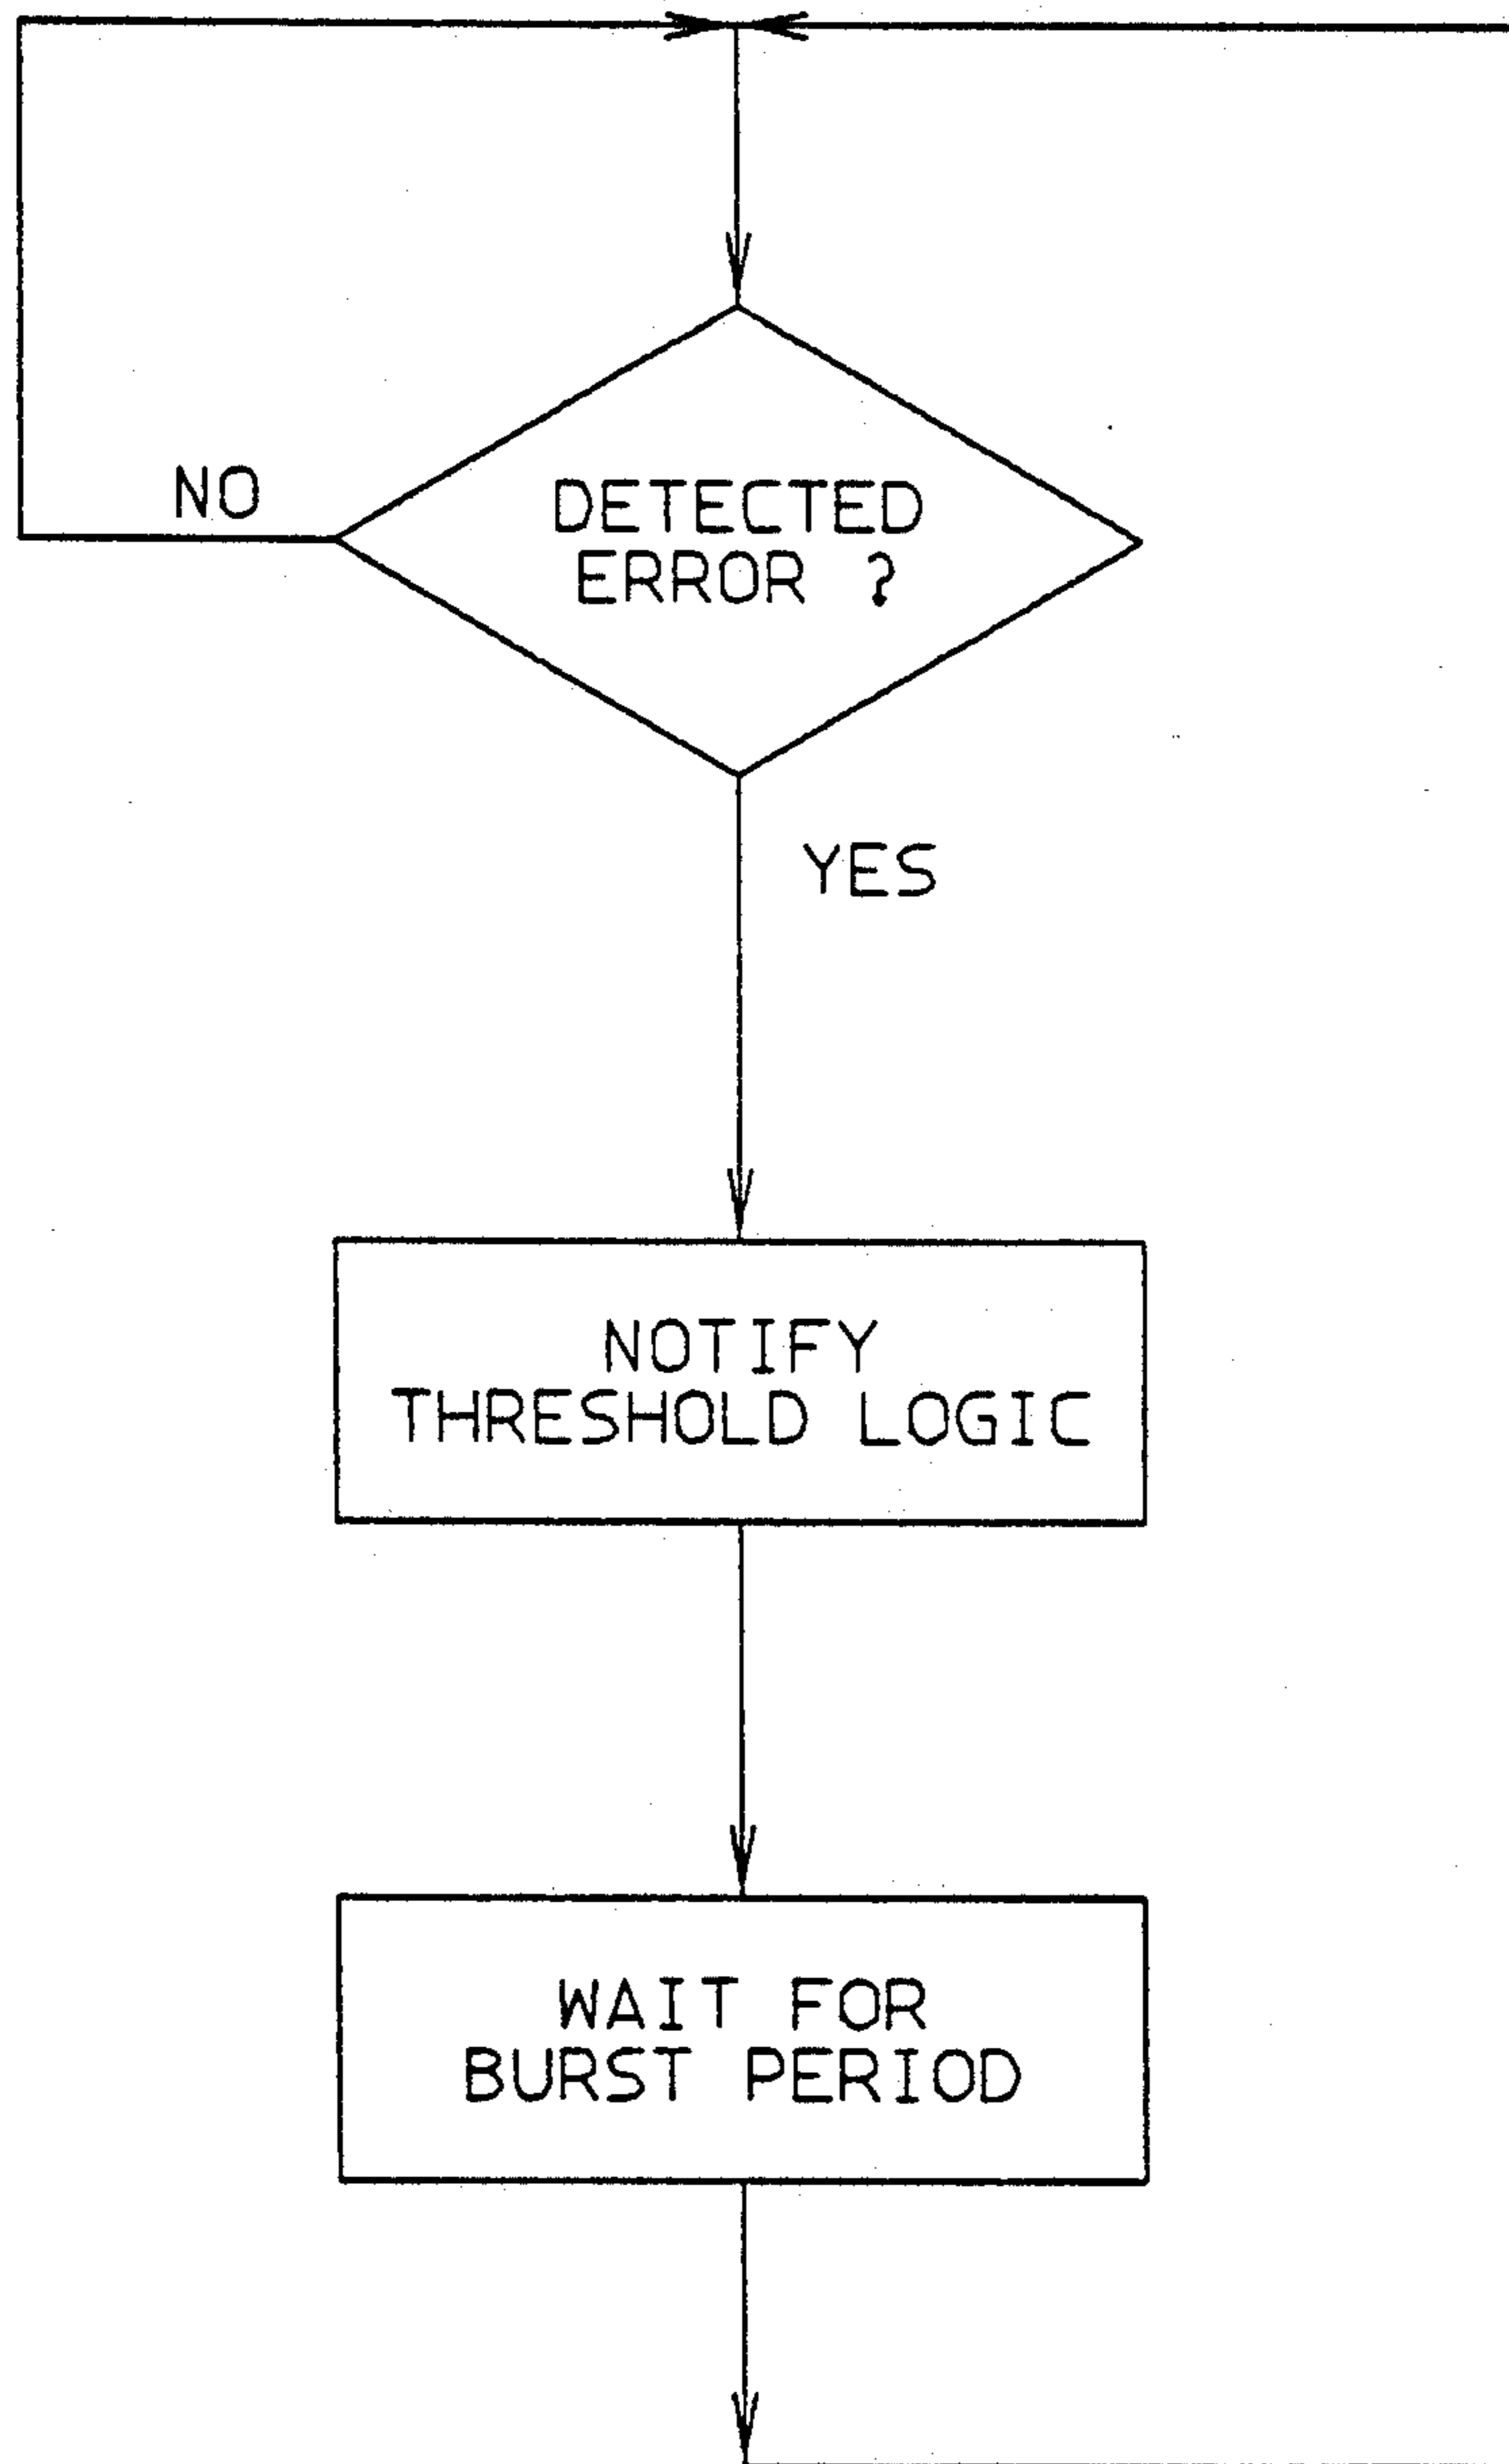 NO
DETECTED
ERROR ?
YES
NOTIFY
THRESHOLD LOGIC
WAIT FOR
BURST PERIOD